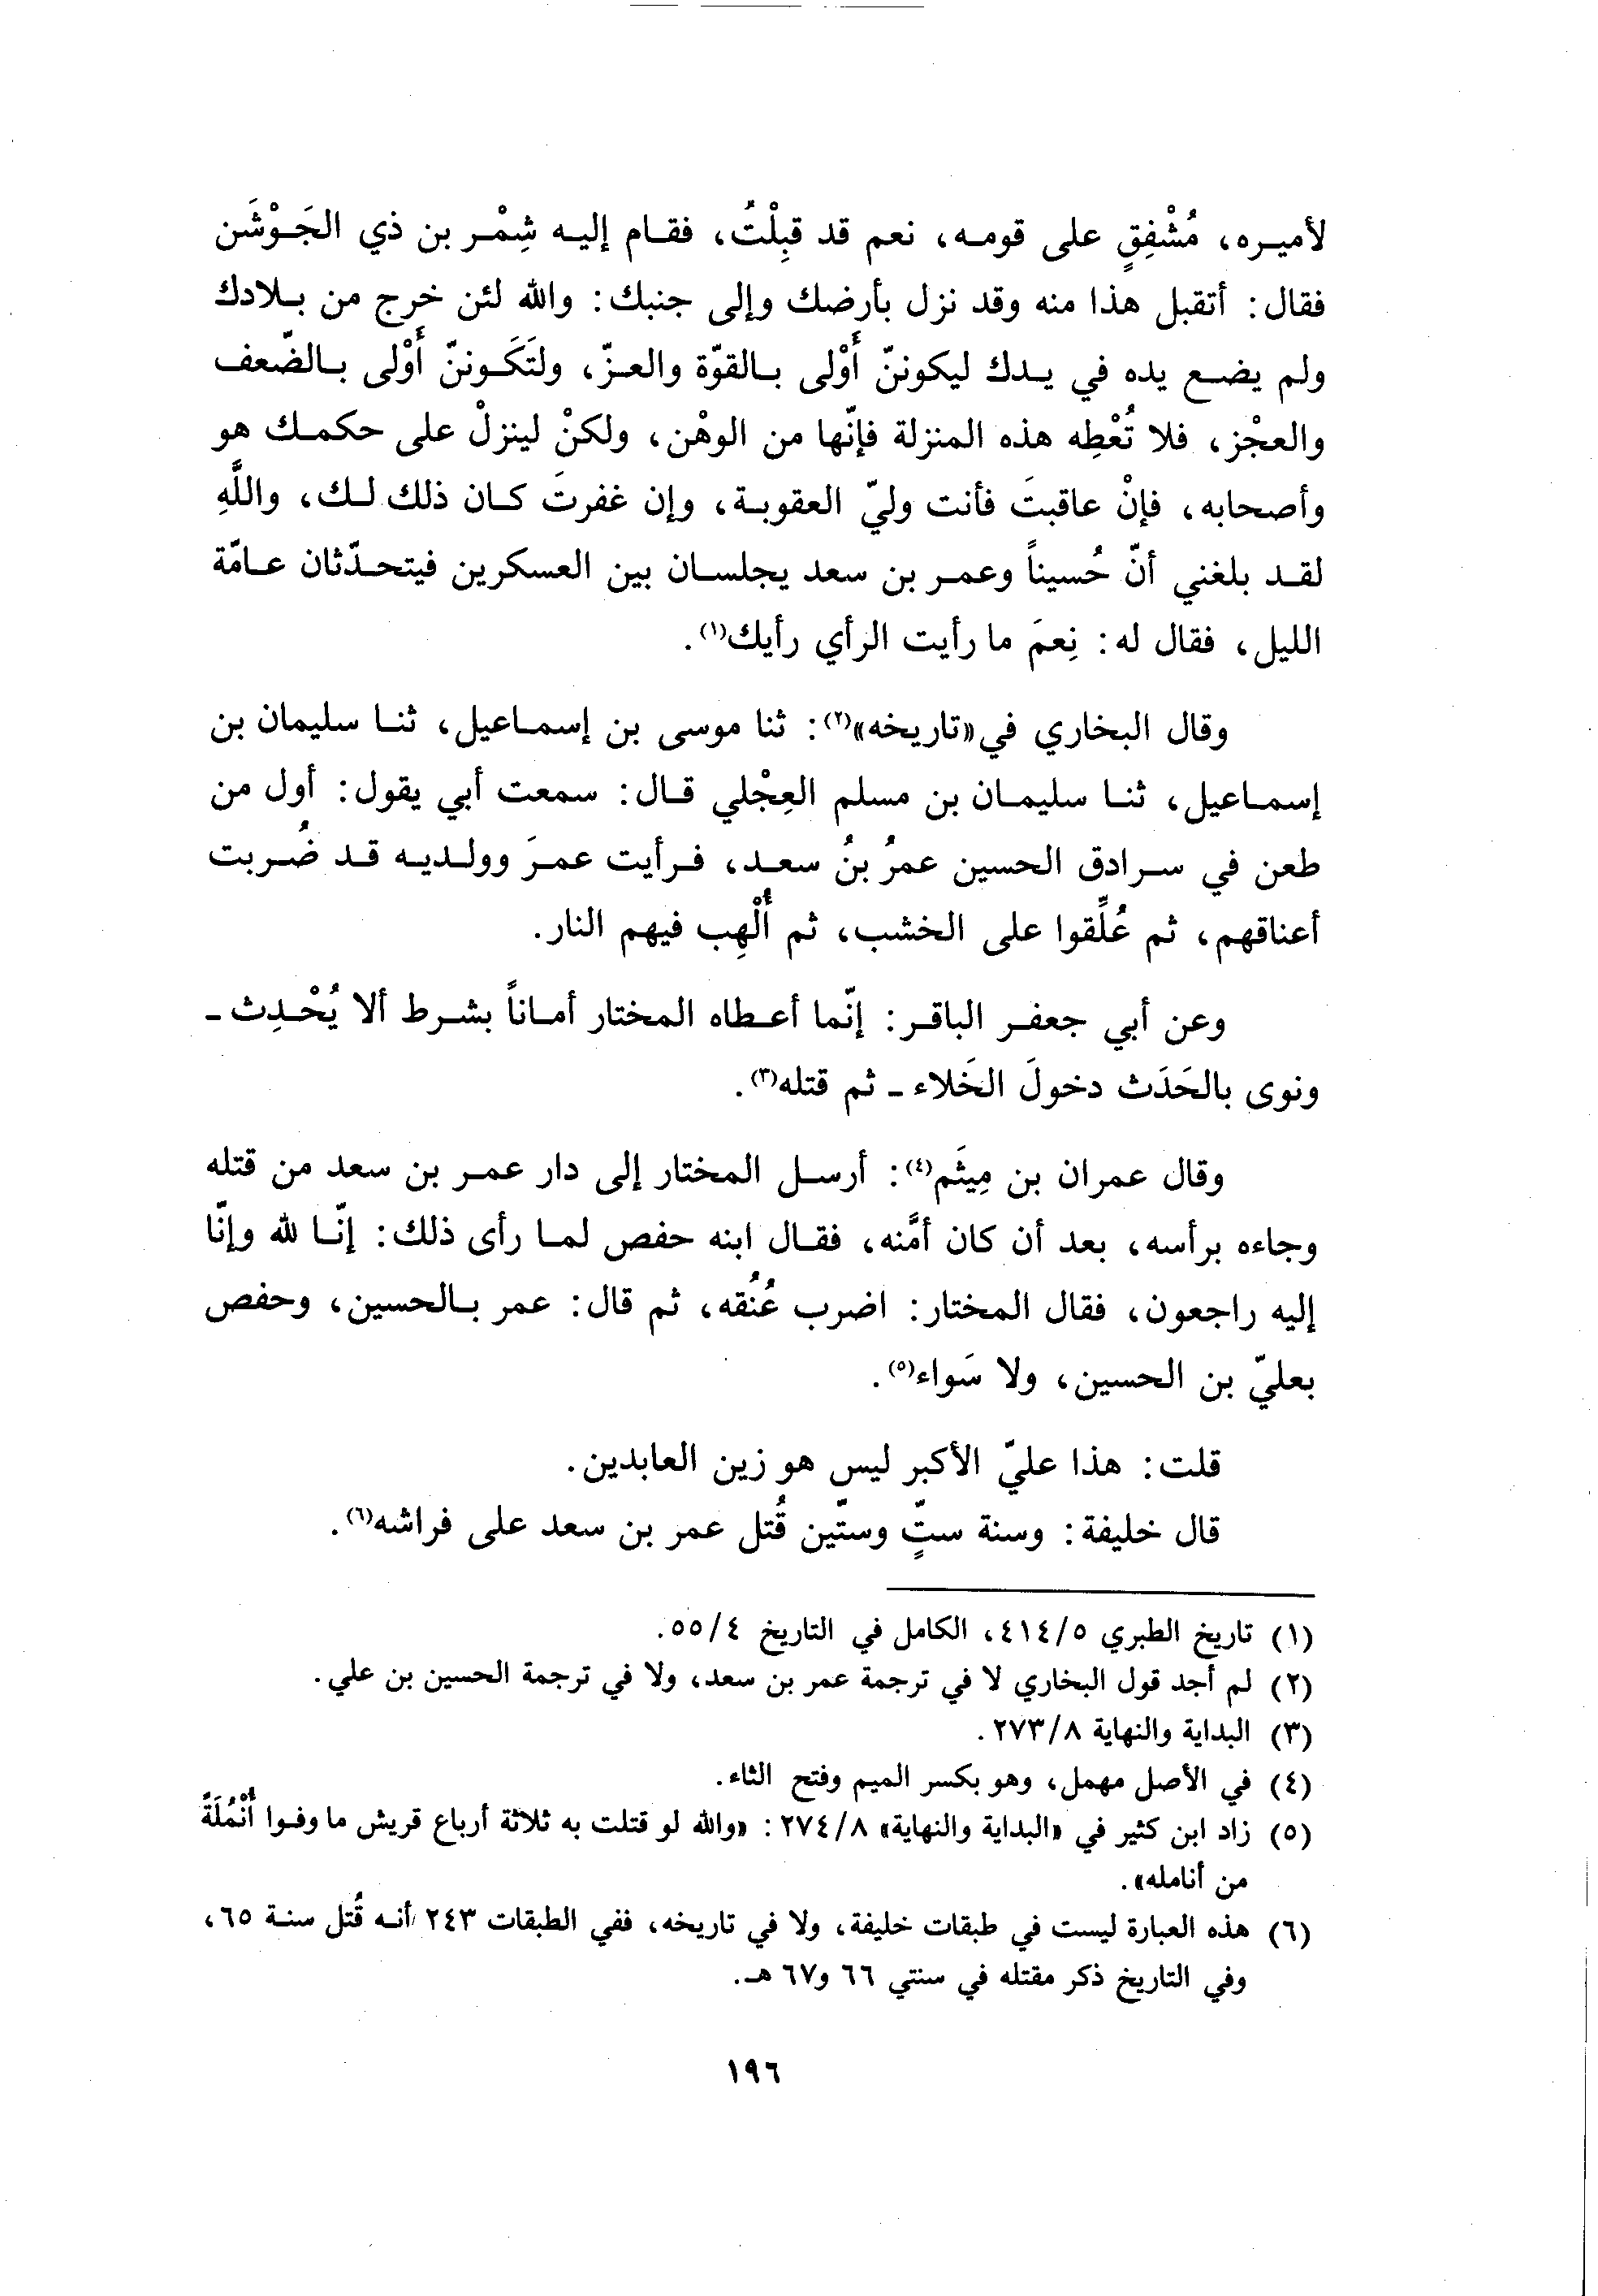 لأميره، مُشْفِقٍ على قومه، نعم قد قبِلْتُ، فقام إليه شِمْر بن ذي الجَوْشَن
فقال: أتقبل هذا منه وقد نزل بأرضك وإلى جنبك: والله لئن خرج من بلادك
ولم يضع يده في يدك ليكوننّ أَوْلى بالقوّة والعزّ، ولتَكَوننّ أَوْلى بالضّعف
والعجْز، فلا تُعْطِه هذه المنزلة فإنّها من الوهْن، ولكنْ لينزلْ على حكمك هو
وأصحابه، فإنْ عاقبتَ فأنت وليّ العقوبة، وإن غفرتَ كان ذلك لك، واللَّهِ
لقد بلغني أنّ حُسيناً وعمر بن سعد يجلسان بين العسكرين فيتحدّثان عامّة
الليل، فقال له: نِعمَ ما رأيت الرأي رأيك(١).
وقال البخاري في «تاريخه»(٢): ثنا موسى بن إسماعيل، ثنا سليمان بن
إسماعيل، ثنا سليمان بن مسلم العِجْلي قال: سمعت أبي يقول: أول من
طعن في سرادق الحسين عمرُ بنُ سعد، فرأيت عمرَ وولديه قد ضُربت
أعناقهم، ثم عُلِّقوا على الخشب، ثم أُلْهِب فيهم النار.
وعن أبي جعفر الباقر: إنّما أعطاه المختار أماناً بشرط ألا يُحْدِث -
ونوى بالحَدَث دخولَ الخَلاء - ثم قتله(٣).
وقال عمران بن مِيثَم(٤): أرسل المختار إلى دار عمر بن سعد من قتله
وجاءه برأسه، بعد أن كان أمَّنه، فقال ابنه حفص لما رأى ذلك: إنّا لله وإنّا
إليه راجعون، فقال المختار: اضرب عُنُقه، ثم قال: عمر بالحسين، وحفص
بعليّ بن الحسين، ولا سَواء(٥).
قلت: هذا عليّ الأكبر ليس هو زين العابدين.
قال خليفة: وسنة ستٍّ وستّين قُتل عمر بن سعد على فراشه(٦).
(١) تاريخ الطبري ٤١٤/٥، الكامل في التاريخ ٥٥/٤.
(٢) لم أجد قول البخاري لا في ترجمة عمر بن سعد، ولا في ترجمة الحسين بن علي.
(٣) البداية والنهاية ٢٧٣/٨.
(٤) في الأصل مهمل، وهو بكسر الميم وفتح الثاء.
(٥) زاد ابن كثير في «البداية والنهاية» ٢٧٤/٨: «والله لو قتلت به ثلاثة أرباع قريش ما وفوا أُنْمُلَةً
من أنامله».
(٦) هذه العبارة ليست في طبقات خليفة، ولا في تاريخه، ففي الطبقات ٢٤٣ أنه قُتل سنة ٦٥،
وفي التاريخ ذكر مقتله في سنتي ٦٦ و٦٧ هـ.
١٩٦